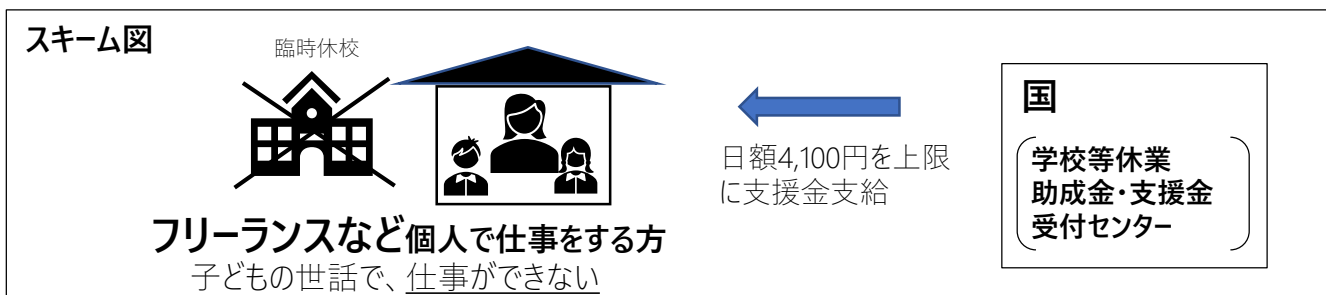 スキーム図
臨時休校
フリーランスなど個人で仕事をする方
子どもの世話で、仕事ができない
日額4,100円を上限
に支援金支給
国
学校等休業
助成金・支援金
受付センター